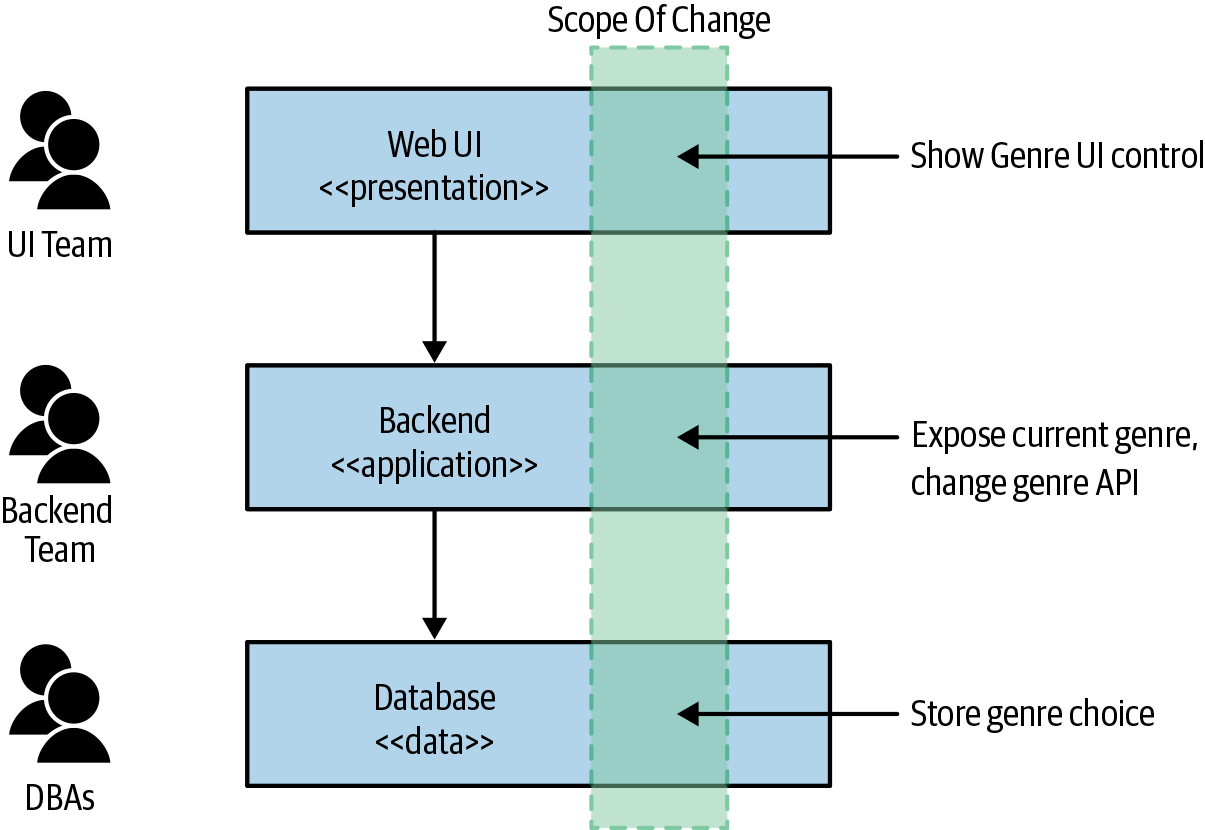 Scope Of Change
Web UI
<<presentation>>
Show Genre UI control
UI Team
Backend
<<application>>
Expose current genre,
change genre API
Backend
Team
Database
<<data>>
Store genre choice
DBAs